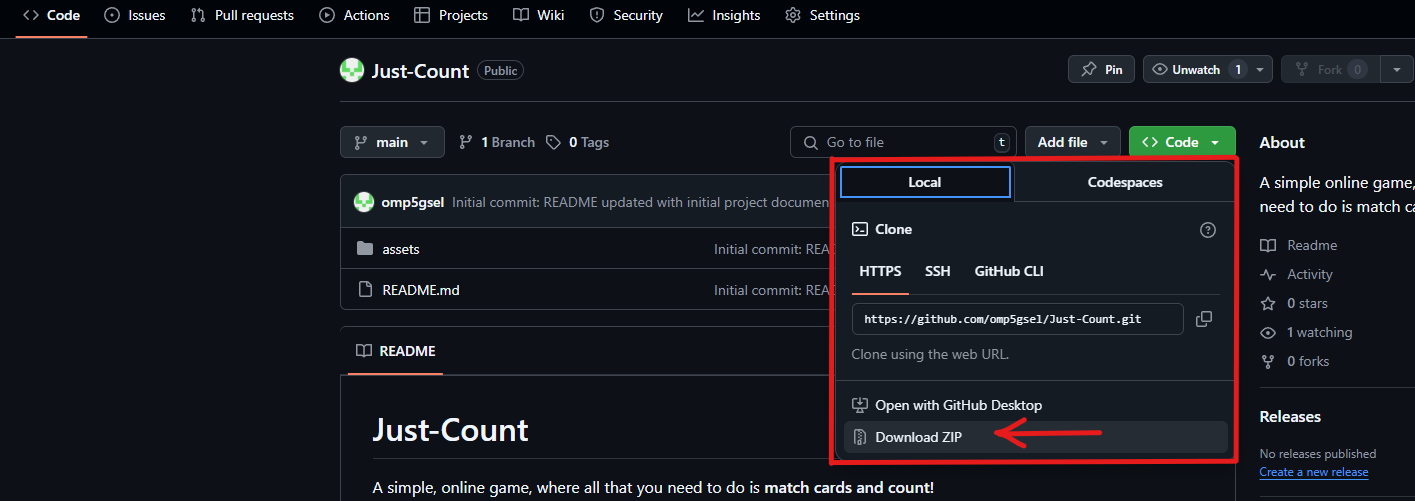 Code Issues Pull requests Actions Projects Wiki Security Insights Settings
Just-Count Public Pin Unwatch 1 Fork 0
main 1 Branch 0 Tags Go to file t Add file Code
About
A simple online game,
need to do is match ca
Readme
Activity
0 stars
1 watching
0 forks
Releases
No releases published
Create a new release
omp5gsel Initial commit: README updated with initial project documen
assets Initial commit: REA
README.md Initial commit: REA
Local Codespaces
Clone
HTTPS SSH GitHub CLI
https://github.com/omp5gsel/Just-Count.git
Clone using the web URL.
Open with GitHub Desktop
Download ZIP
README
Just-Count
A simple, online game, where all that you need to do is match cards and count!